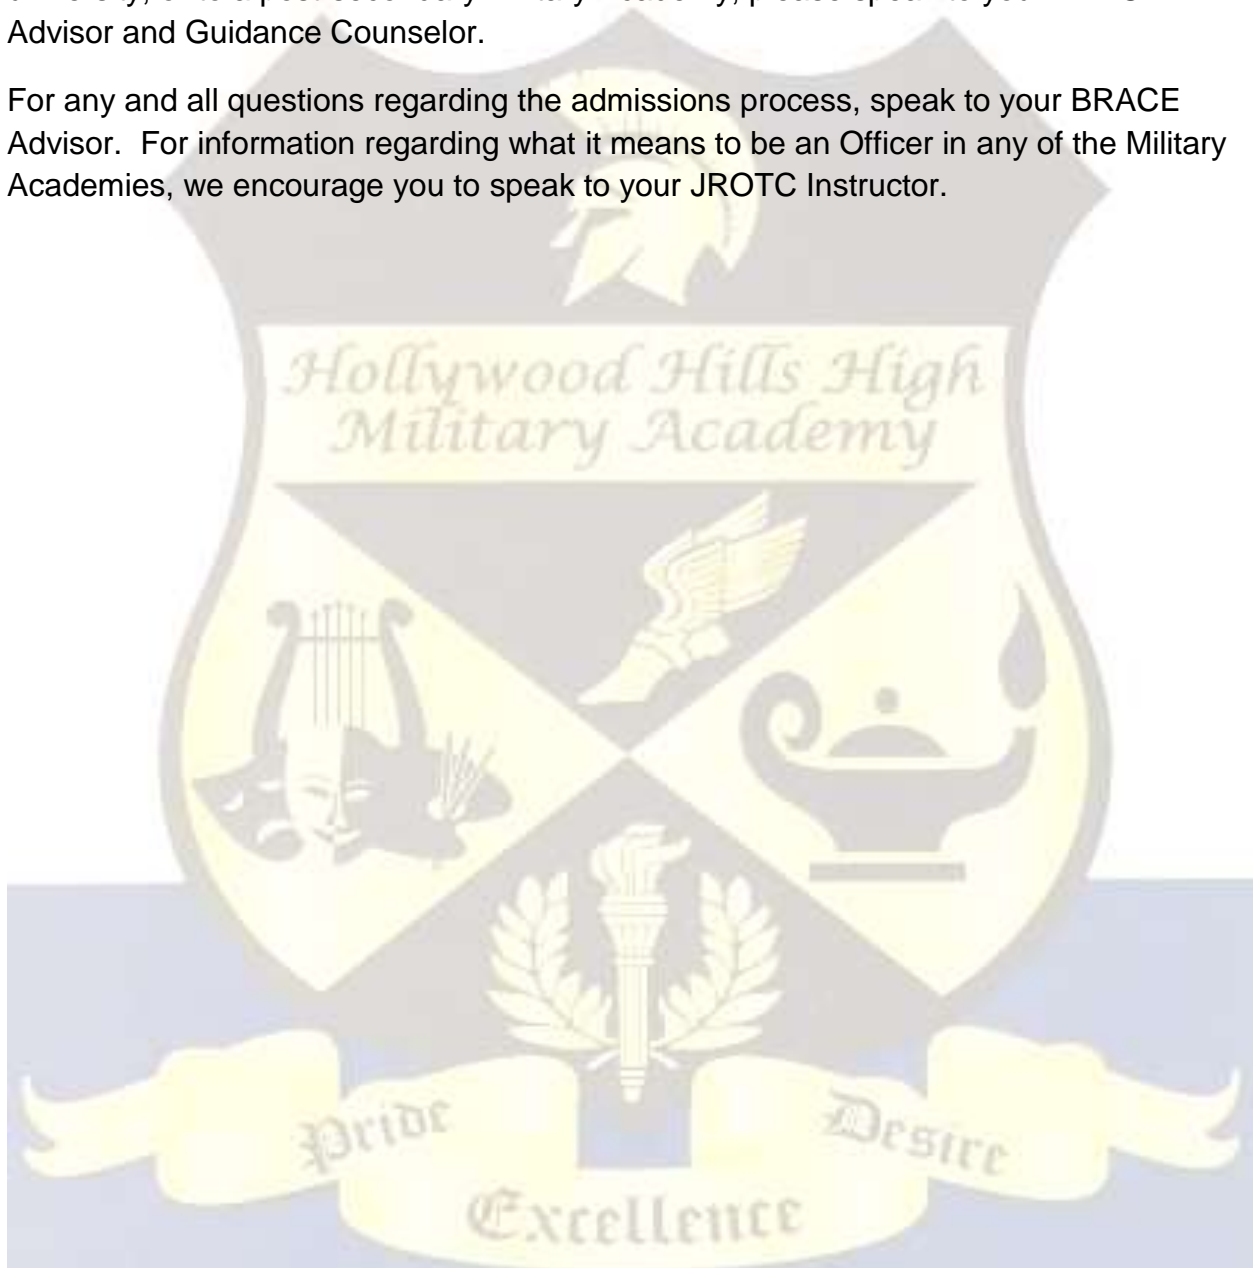 Advisor and Guidance Counselor.
For any and all questions regarding the admissions process, speak to your BRACE
Advisor.  For information regarding what it means to be an Officer in any of the Military
Academies, we encourage you to speak to your JROTC Instructor.
Hollywood Hills High
Military Academy
Pride
Desire
Excellence